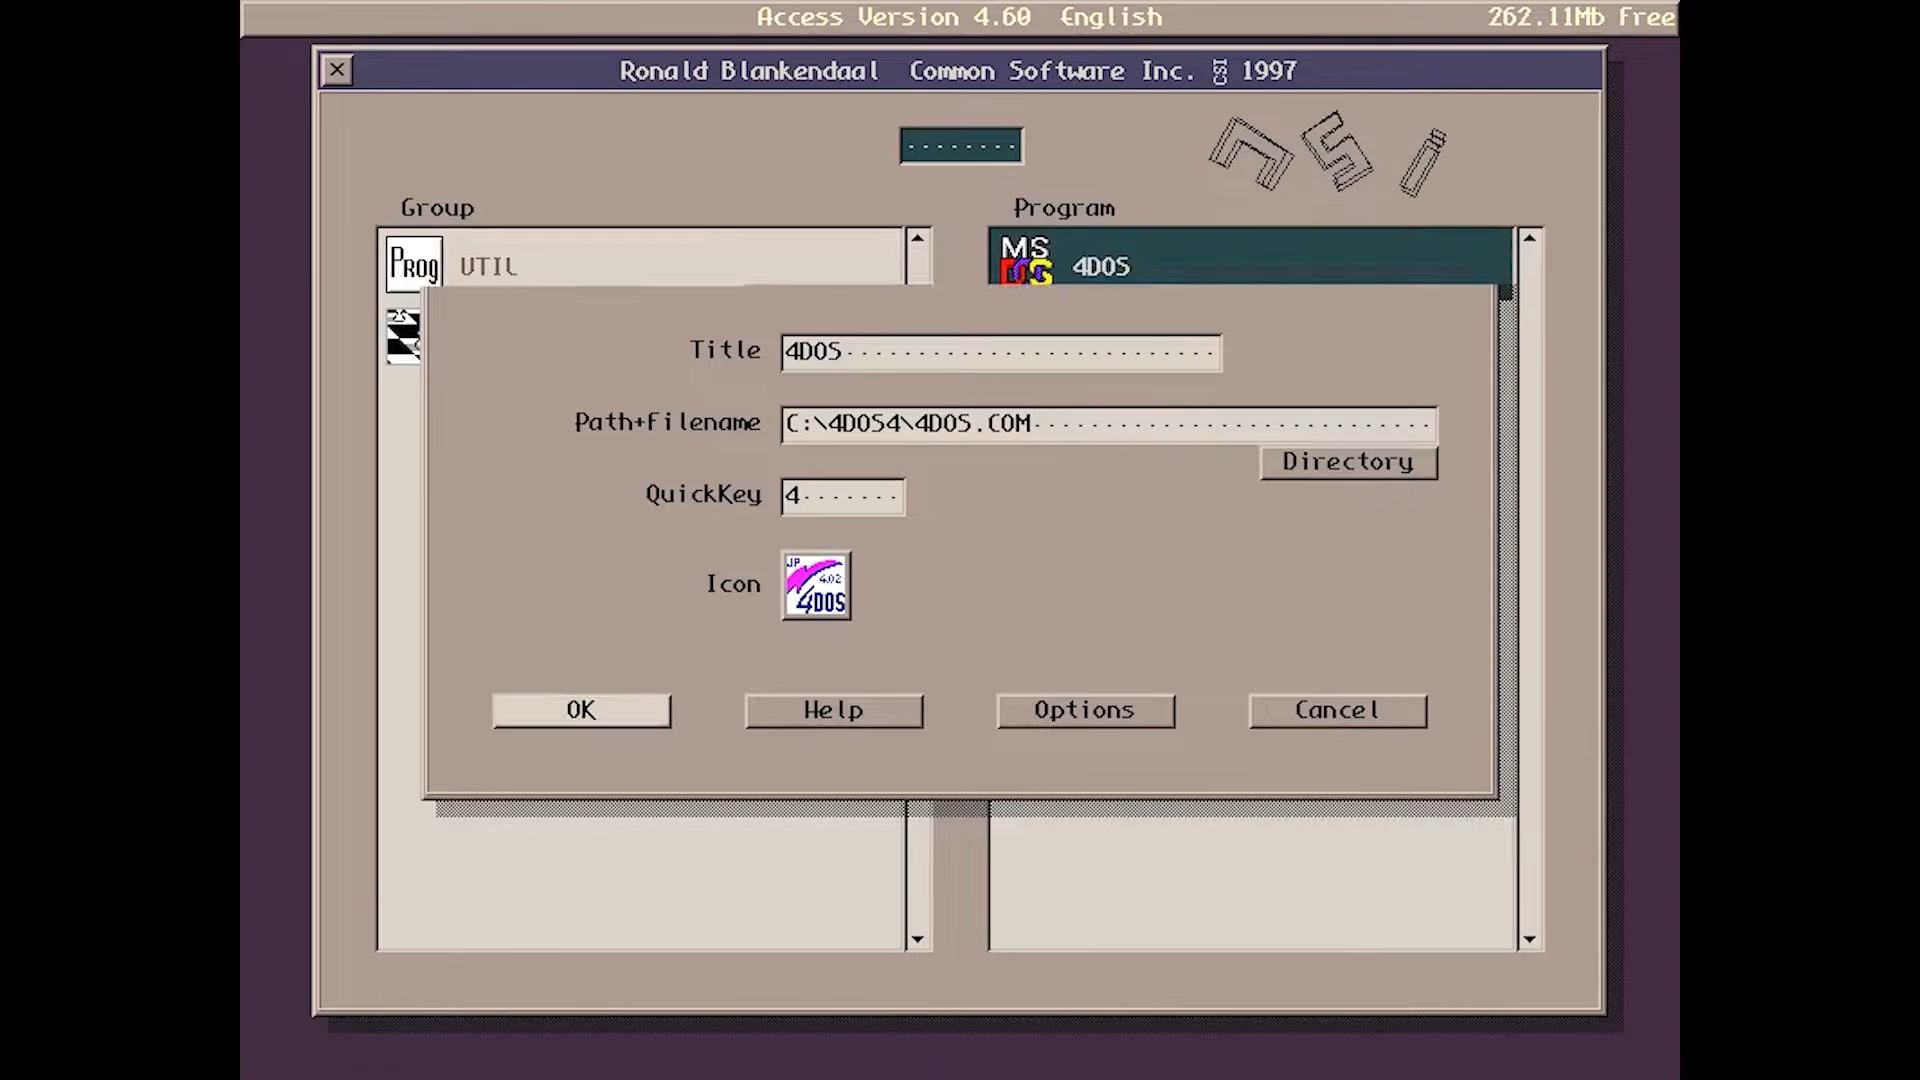 Access Version 4.60 English 262.11Mb free
Ronald Blankendaal Common Software Inc. CSI 1997
CSi
Group Program
Prog UTIL MS DOS 4DOS
Title 4DOS
Path+filename C:\4DOS4\4DOS.COM
Directory
QuickKey 4
Icon JP 4.02 4DOS
OK Help Options Cancel